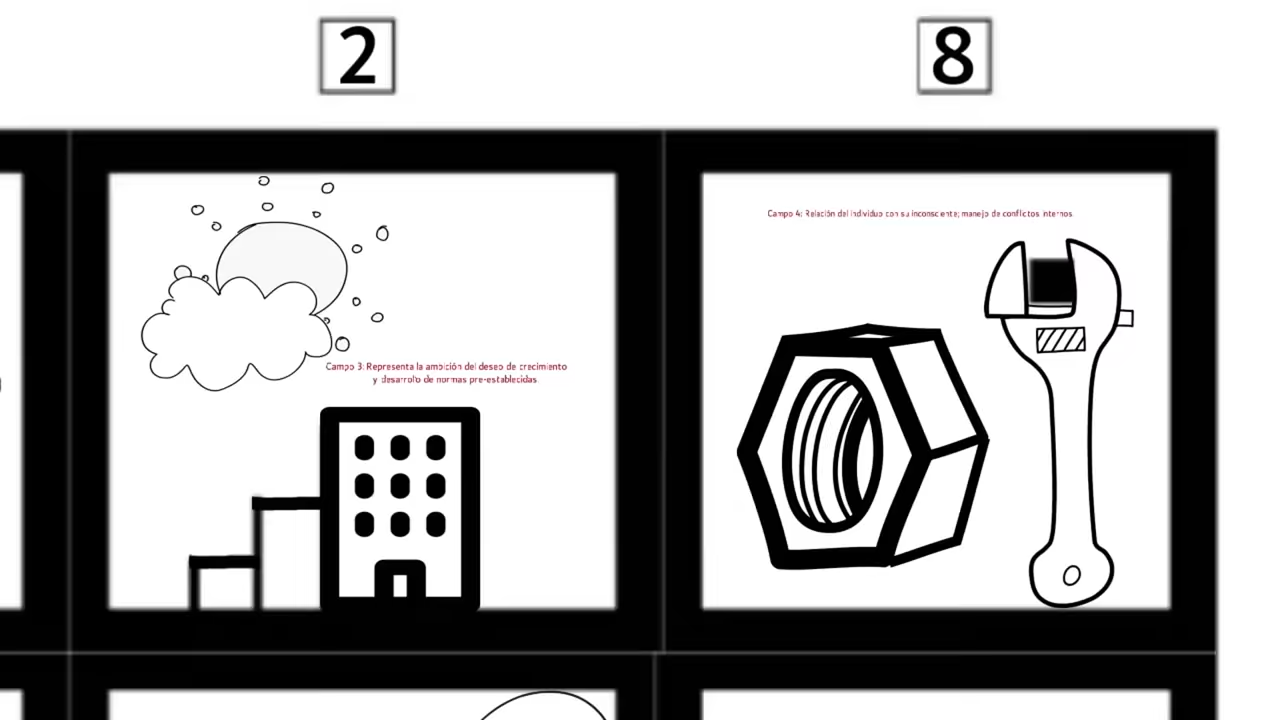 2
8
Campo 4: Relación del individuo con su inconsciente; manejo de conflictos internos.
Campo 3: Representa la ambición del deseo de crecimiento
y desarrollo de normas pre-establecidas.